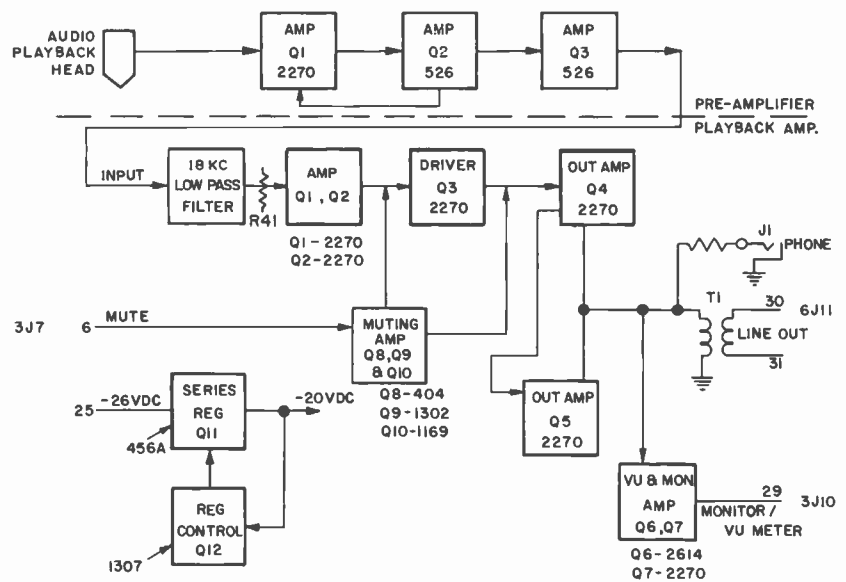 AUDIO
PLAYBACK
HEAD
AMP
Q1
2270
AMP
Q2
526
AMP
Q3
526
PRE-AMPLIFIER
PLAYBACK AMP.
INPUT
18 KC
LOW PASS
FILTER
R41
AMP
Q1, Q2
Q1-2270
Q2-2270
DRIVER
Q3
2270
OUT AMP
Q4
2270
J1
PHONE
T1
30
6J11
LINE OUT
31
3J7
6
MUTE
MUTING
AMP
Q8,Q9
& Q10
Q8-404
Q9-1302
Q10-1169
25
-26VDC
SERIES
REG
Q11
-20VDC
456A
REG
CONTROL
Q12
1307
OUT AMP
Q5
2270
VU & MON.
AMP
Q6,Q7
29
3J10
MONITOR/
VU METER
Q6-2614
Q7-2270